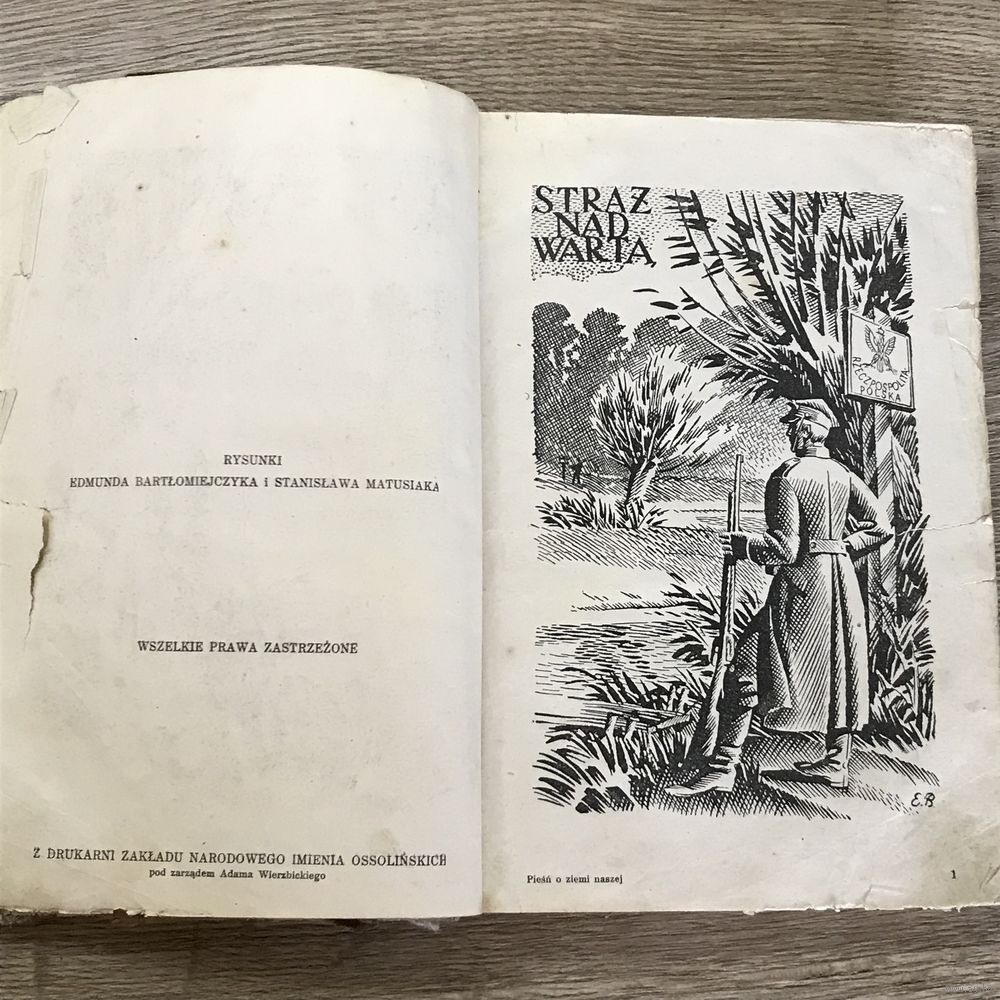 RYSUNKI
EDMUNDA BARTŁOMIEJCZYKA i STANISŁAWA MATUSIAKA
WSZELKIE PRAWA ZASTRZEŻONE
Z DRUKARNI ZAKŁADU NARODOWEGO IMIENIA OSSOLIŃSKICH
pod zarządem Adama Wierzbickiego
STRAŻ
NAD
WARTĄ
RZECZPOSPOLITA
POLSKA
E.B
Pieśń o ziemi naszej
1